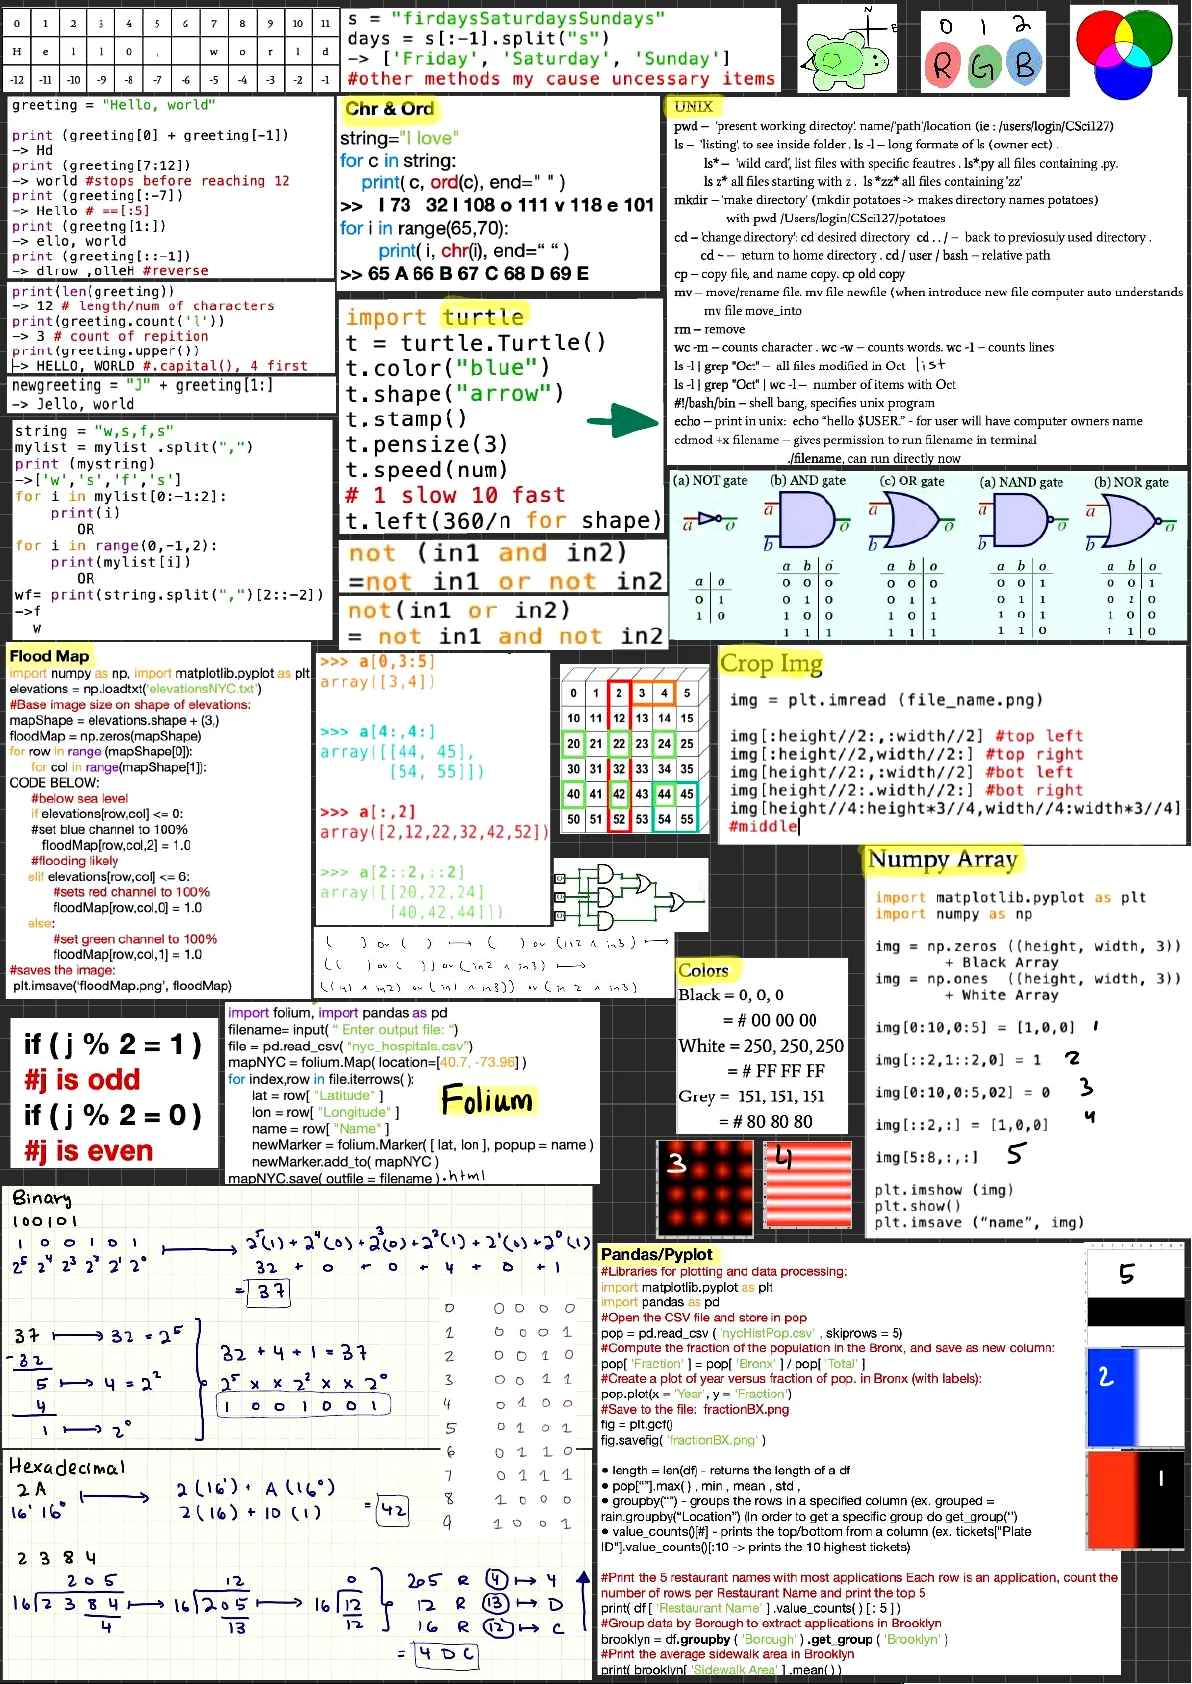 0 1 2 3 4 5 6 7 8 9 10 11
H e l l o , w o r l d
-12 -11 -10 -9 -8 -7 -6 -5 -4 -3 -2 -1
s = "firdaysSaturdaysSundays"
days = s[:-1].split("s")
-> ['Friday', 'Saturday', 'Sunday']
#other methods my cause uncessary items
N
E
0 1 2
R G B
greeting = "Hello, world"
print (greeting[0] + greeting[-1])
-> Hd
print (greeting[7:12])
-> world #stops before reaching 12
print (greeting[:-7])
-> Hello # ==[:5]
print (greetng[1:])
-> ello, world
print (greeting[::-1])
-> dlrow ,olleH #reverse
print(len(greeting))
-> 12 # length/num of characters
print(greeting.count('l'))
-> 3 # count of repition
print(greeting.upper())
-> HELLO, WORLD #.capital(), 4 first
newgreeting = "J" + greeting[1:]
-> Jello, world
string = "w,s,f,s"
mylist = mylist .split(",")
print (mystring)
->['w','s','f','s']
for i in mylist[0:-1:2]:
print(i)
OR
for i in range(0,-1,2):
print(mylist[i])
OR
wf= print(string.split(",")[2::-2])
->f
w
Chr & Ord
string="I love"
for c in string:
print( c, ord(c), end=" " )
>> I 73 32 l 108 o 111 v 118 e 101
for i in range(65,70):
print( i, chr(i), end=“ “ )
>> 65 A 66 B 67 C 68 D 69 E
import turtle
t = turtle.Turtle()
t.color("blue")
t.shape("arrow")
t.stamp()
t.pensize(3)
t.speed(num)
# 1 slow 10 fast
t.left(360/n for shape)
not (in1 and in2)
=not in1 or not in2
not(in1 or in2)
= not in1 and not in2
UNIX
pwd – 'present working directoy'. name/'path'/location (ie : /users/login/CSci127)
ls – 'listing', to see inside folder . ls -l – long formate of ls (owner ect) .
ls* – 'wild card', list files with specific feautres . ls*.py all files containing .py.
ls z* all files starting with z . ls *zz* all files containing 'zz'
mkdir – 'make directory' (mkdir potatoes -> makes directory names potatoes)
with pwd /Users/login/CSci127/potatoes
cd – 'change directory': cd desired directory cd . . / – back to previosuly used directory .
cd ~ – return to home directory . cd / user / bash – relative path
cp – copy file, and name copy. cp old copy
mv – move/rename file. mv file newfile (when introduce new file computer auto understands
mv file move_into
rm – remove
wc -m – counts character . wc -w – counts words. wc -l – counts lines
ls -l | grep "Oct" – all files modified in Oct list
ls -l | grep "Oct" | wc -l – number of items with Oct
#!/bash/bin – shell bang, specifies unix program
echo – print in unix: echo “hello $USER.” - for user will have computer owners name
cdmod +x filename – gives permission to run filename in terminal
./filename, can run directly now
(a) NOT gate (b) AND gate (c) OR gate (a) NAND gate (b) NOR gate
a o a b o a b o a b o a b o
a o a b o a b o a b o a b o
0 1 0 0 0 0 0 0 0 0 1 0 0 1
1 0 0 1 0 0 1 1 0 1 1 0 1 0
1 0 0 1 0 1 1 0 1 1 0 0
1 1 1 1 1 1 1 1 0 1 1 0
Flood Map
import numpy as np, import matplotlib.pyplot as plt
elevations = np.loadtxt('elevationsNYC.txt')
#Base image size on shape of elevations:
mapShape = elevations.shape + (3,)
floodMap = np.zeros(mapShape)
for row in range (mapShape[0]):
for col in range(mapShape[1]):
CODE BELOW:
#below sea level
if elevations[row,col] <= 0:
#set blue channel to 100%
floodMap[row,col,2] = 1.0
#flooding likely
elif elevations[row,col] <= 6:
#sets red channel to 100%
floodMap[row,col,0] = 1.0
else:
#set green channel to 100%
floodMap[row,col,1] = 1.0
#saves the image:
plt.imsave('floodMap.png', floodMap)
>>> a[0,3:5]
array([3,4])
>>> a[4:,4:]
array([[44, 45],
[54, 55]])
>>> a[:,2]
array([2,12,22,32,42,52])
>>> a[2::2,::2]
array([[20,22,24]
[40,42,44]])
0 1 2 3 4 5
10 11 12 13 14 15
20 21 22 23 24 25
30 31 32 33 34 35
40 41 42 43 44 45
50 51 52 53 54 55
( ) or ( ) ⟼ ( ) or (in2 ∧ in3) ⟼
(( ) or ( )) or (in2 ∧ in3) ⟼
((in1 ∧ in2) or (in1 ∧ in3)) or (in2 ∧ in3)
Crop Img
img = plt.imread (file_name.png)
img[:height//2:,:width//2] #top left
img[:height//2,width//2:] #top right
img[height//2:,:width//2] #bot left
img[height//2:.width//2:] #bot right
img[height//4:height*3//4,width//4:width*3//4]
#middle
Numpy Array
import matplotlib.pyplot as plt
import numpy as np
img = np.zeros ((height, width, 3))
+ Black Array
img = np.ones ((height, width, 3))
+ White Array
img[0:10,0:5] = [1,0,0] 1
img[::2,1::2,0] = 1 2
img[0:10,0:5,02] = 0 3
img[::2,:] = [1,0,0] 4
img[5:8,:,:] 5
plt.imshow (img)
plt.show()
plt.imsave (“name”, img)
Colors
Black = 0, 0, 0
= # 00 00 00
White = 250, 250, 250
= # FF FF FF
Grey = 151, 151, 151
= # 80 80 80
3 4
if ( j % 2 = 1 )
#j is odd
if ( j % 2 = 0 )
#j is even
import folium, import pandas as pd
filename= input( “ Enter output file: ”)
file = pd.read_csv( “nyc_hospitals.csv”)
mapNYC = folium.Map( location=[40.7, -73.96] )
for index,row in file.iterrows( ):
lat = row[ “Latitude” ]
lon = row[ “Longitude” ]
name = row[ “Name” ]
newMarker = folium.Marker( [ lat, lon ], popup = name )
newMarker.add_to( mapNYC )
mapNYC.save( outfile = filename ).html
Folium
Binary
100101
1 0 0 1 0 1 ⟼ 2⁵(1) + 2⁴(0) + 2³(0) + 2²(1) + 2¹(0) + 2⁰(1)
2⁵ 2⁴ 2³ 2² 2¹ 2⁰ 32 + 0 + 0 + 4 + 0 + 1
= 37
37 ⟼ 32 = 2⁵
-32
5 ⟼ 4 = 2²
4
1 ⟼ 2⁰
32 + 4 + 1 = 37
2⁵ x x 2² x x 2⁰
1 0 0 1 0 0 1
0 0 0 0 0
1 0 0 0 1
2 0 0 1 0
3 0 0 1 1
4 0 1 0 0
5 0 1 0 1
6 0 1 1 0
7 0 1 1 1
8 1 0 0 0
9 1 0 0 1
Hexadecimal
2A ⟼ 2(16¹) + A(16⁰)
16¹ 16⁰ 2(16) + 10(1) = 42
2 3 8 4
205 12 0
16 2384 ⟼ 16 205 ⟼ 16 12
4 13 12
205 R 4 ⟼ 4
12 R 13 ⟼ D
16 R 12 ⟼ C
= 4DC
Pandas/Pyplot
#Libraries for plotting and data processing:
import matplotlib.pyplot as plt
import pandas as pd
#Open the CSV file and store in pop
pop = pd.read_csv ( 'nycHistPop.csv' , skiprows = 5)
#Compute the fraction of the population in the Bronx, and save as new column:
pop[ 'Fraction' ] = pop[ 'Bronx' ] / pop[ 'Total' ]
#Create a plot of year versus fraction of pop. in Bronx (with labels):
pop.plot(x = 'Year', y = 'Fraction')
#Save to the file: fractionBX.png
fig = plt.gcf()
fig.savefig( 'fractionBX.png' )
• length = len(df) - returns the length of a df
• pop[""].max() , min , mean , std ,
• groupby("") - groups the rows in a specified column (ex. grouped =
rain.groupby("Location") (In order to get a specific group do get_group('')
• value_counts()[#] - prints the top/bottom from a column (ex. tickets["Plate
ID"].value_counts()[:10 -> prints the 10 highest tickets)
#Print the 5 restaurant names with most applications Each row is an application, count the
number of rows per Restaurant Name and print the top 5
print( df [ 'Restaurant Name' ] .value_counts( ) [ : 5 ] )
#Group data by Borough to extract applications in Brooklyn
brooklyn = df.groupby ( 'Borough' ) .get_group ( 'Brooklyn' )
#Print the average sidewalk area in Brooklyn
print( brooklyn[ 'Sidewalk Area' ] .mean( ) )
5
2
1